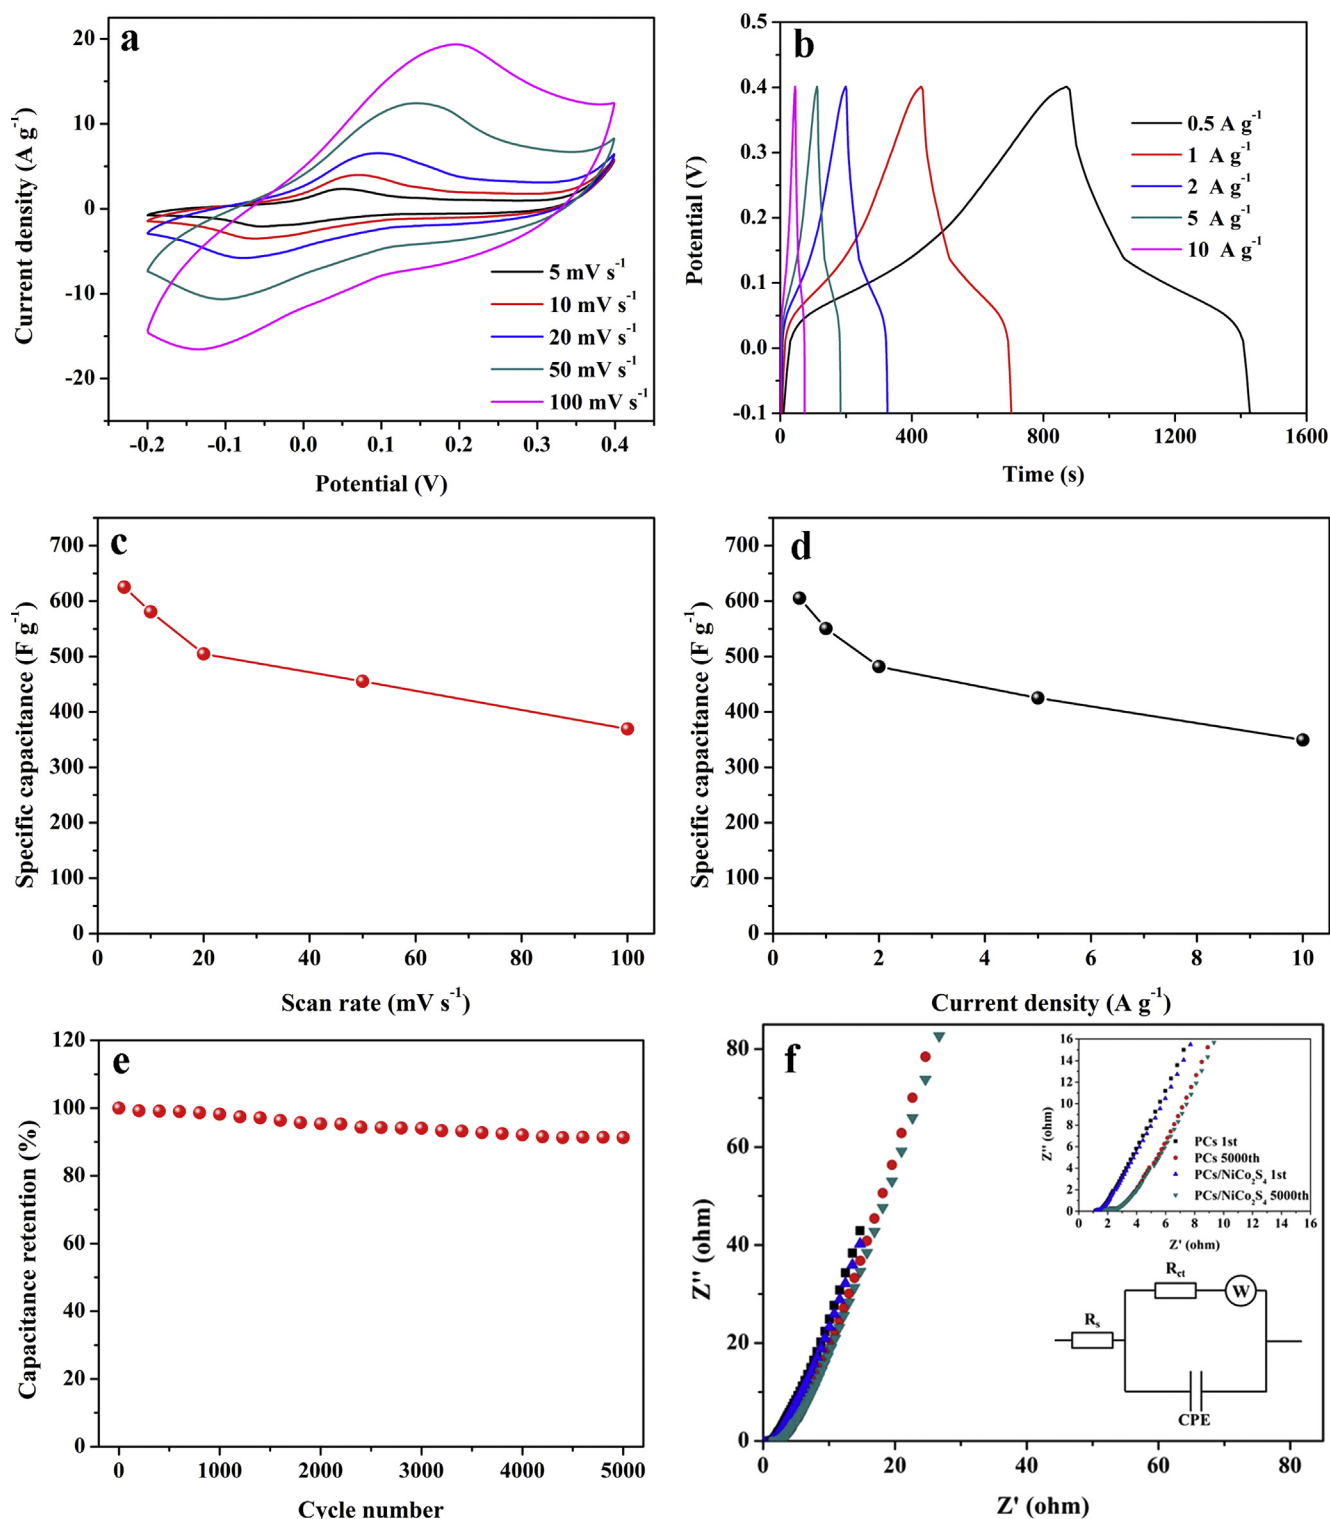 a
20
10
0
-10
-20
Current density (A g⁻¹)
5 mV s⁻¹
10 mV s⁻¹
20 mV s⁻¹
50 mV s⁻¹
100 mV s⁻¹
-0.2 -0.1 0.0 0.1 0.2 0.3 0.4
Potential (V)
b
0.5
0.4
0.3
0.2
0.1
0.0
-0.1
Potential (V)
0.5 A g⁻¹
1 A g⁻¹
2 A g⁻¹
5 A g⁻¹
10 A g⁻¹
0 400 800 1200 1600
Time (s)
c
700
600
500
400
300
200
100
0
Specific capacitance (F g⁻¹)
0 20 40 60 80 100
Scan rate (mV s⁻¹)
d
700
600
500
400
300
200
100
0
Specific capacitance (F g⁻¹)
0 2 4 6 8 10
Current density (A g⁻¹)
e
120
100
80
60
40
20
0
Capacitance retention (%)
0 1000 2000 3000 4000 5000
Cycle number
f
80
60
40
20
0
Z'' (ohm)
0 20 40 60 80
Z' (ohm)
16
14
12
10
8
6
4
2
0
Z'' (ohm)
PCs 1st
PCs 5000th
PCs/NiCo₂S₄ 1st
PCs/NiCo₂S₄ 5000th
0 2 4 6 8 10 12 14 16
Z' (ohm)
Rct
W
Rs
CPE